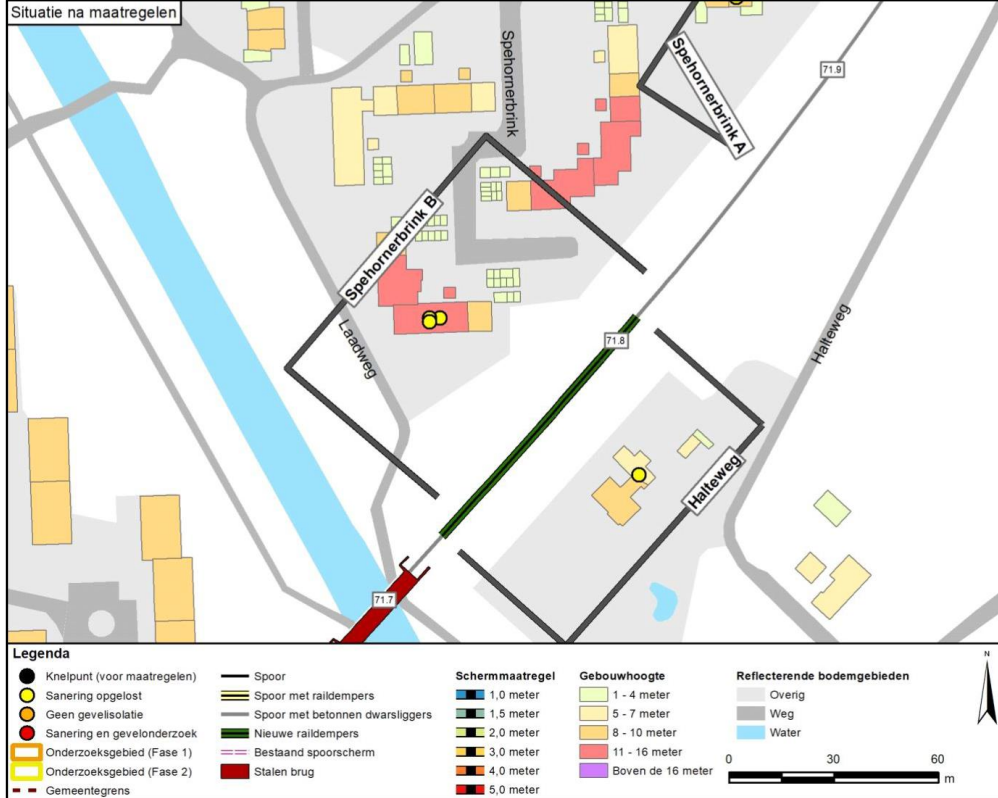 Situatie na maatregelen
Spehornerbrink
Spehornerbrink A
71.9
Spehornerbrink B
Laadweg
71.8
Halteweg
Halteweg
71.7
Legenda
Knelpunt (voor maatregelen)
Sanering opgelost
Geen gevelisolatie
Sanering en gevelonderzoek
Onderzoeksgebied (Fase 1)
Onderzoeksgebied (Fase 2)
Gemeentegrens
Spoor
Spoor met raildempers
Spoor met betonnen dwarsliggers
Nieuwe raildempers
Bestaand spoorscherm
Stalen brug
Schermmaatregel
1,0 meter
1,5 meter
2,0 meter
3,0 meter
4,0 meter
5,0 meter
Gebouwhoogte
1 - 4 meter
5 - 7 meter
8 - 10 meter
11 - 16 meter
Boven de 16 meter
Reflecterende bodemgebieden
Overig
Weg
Water
N
0 30 60
m